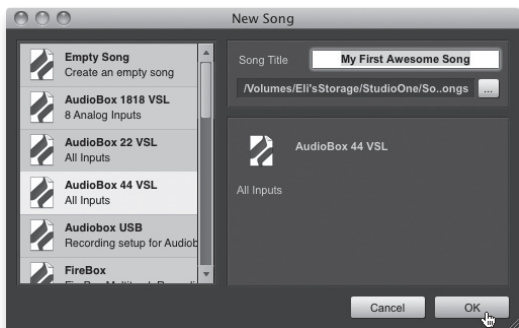 New Song
Empty Song
Create an empty song
AudioBox 1818 VSL
8 Analog Inputs
AudioBox 22 VSL
All Inputs
AudioBox 44 VSL
All Inputs
Audiobox USB
Recording setup for Audiob
FireBox
Song Title
My First Awesome Song
/Volumes/Eli'sStorage/StudioOne/So..ongs
...
AudioBox 44 VSL
All Inputs
Cancel
OK